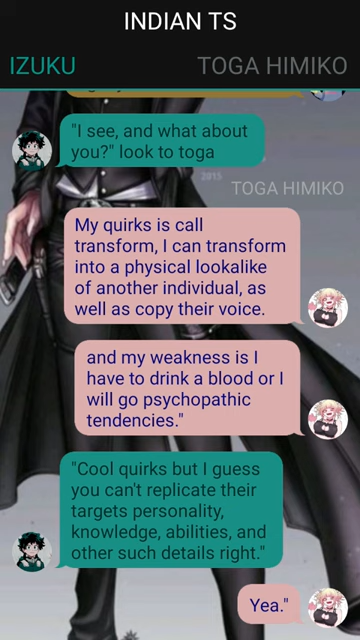 INDIAN TS
IZUKU
TOGA HIMIKO
"I see, and what about
you?" look to toga
2015
TOGA HIMIKO
My quirks is call
transform, I can transform
into a physical lookalike
of another individual, as
well as copy their voice.
and my weakness is I
have to drink a blood or I
will go psychopathic
tendencies."
"Cool quirks but I guess
you can't replicate their
targets personality,
knowledge, abilities, and
other such details right."
Yea."